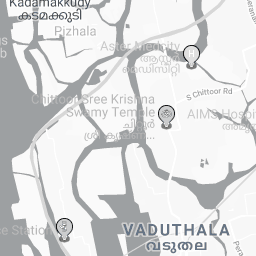 Kadamakkudy
കടമക്കുടി
Pizhala
Aster Medcity
ആസ്റ്റർ
മെഡ്സിറ്റി
S Chittoor Rd
Chittoor Sree Krishna
Swamy Temple
ചിറ്റൂർ
AIMS Hospi
Station
VADUTHALA
വടുതല